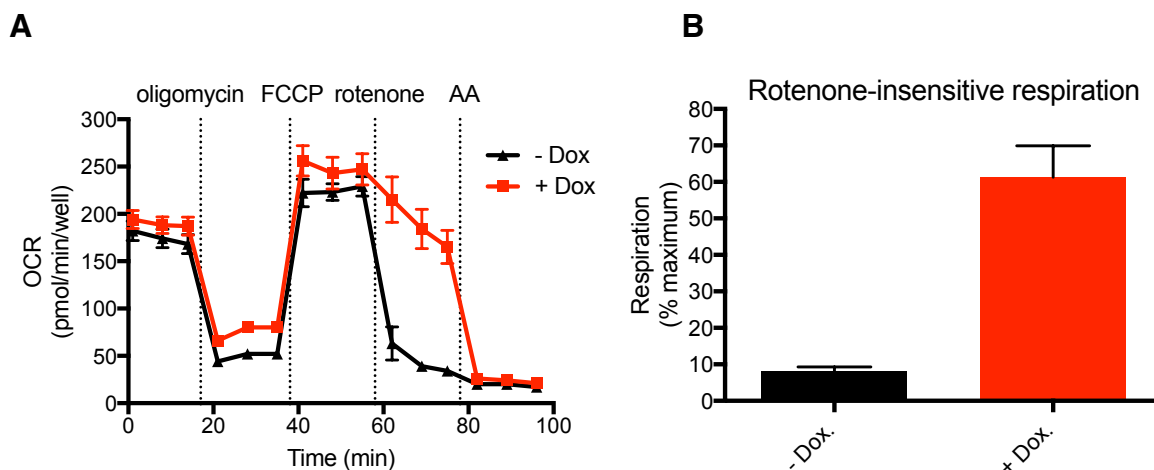 A
oligomycin FCCP rotenone AA
300
250
200
150
100
50
0
OCR
(pmol/min/well)
0 20 40 60 80 100
Time (min)
- Dox
+ Dox
B
Rotenone-insensitive respiration
80
70
60
50
40
30
20
10
0
Respiration
(% maximum)
- Dox.
+ Dox.